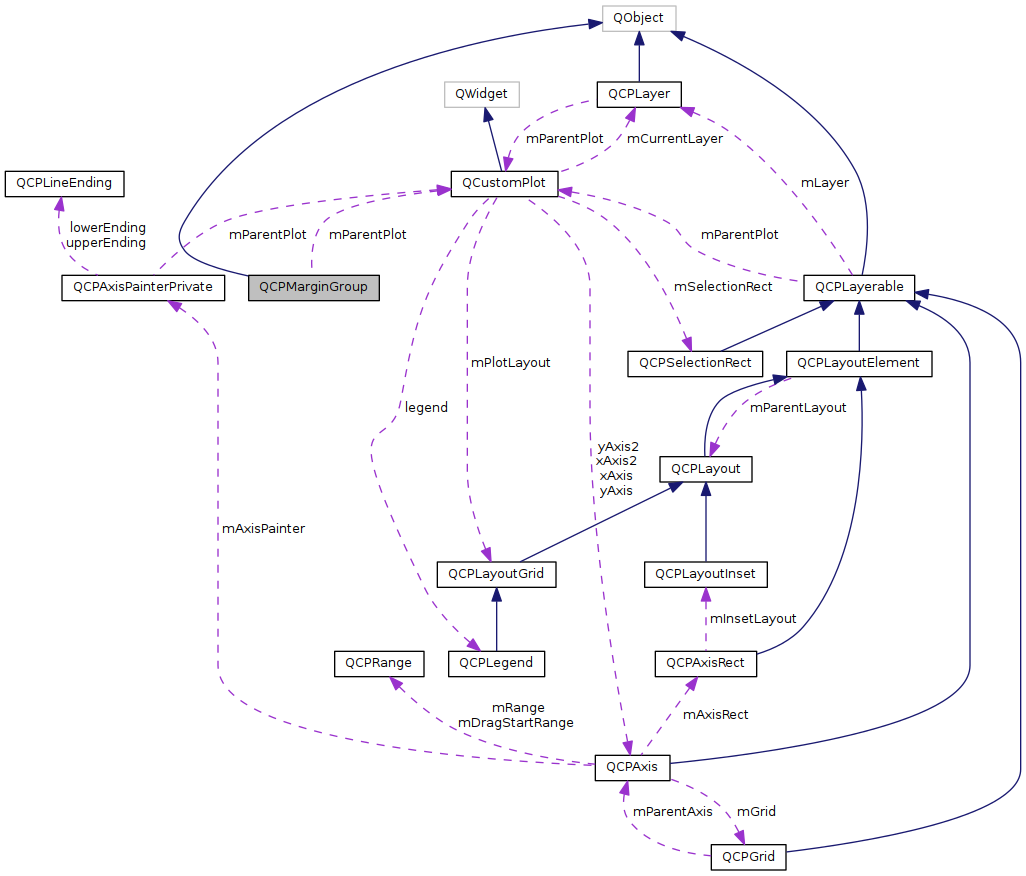 QObject
QWidget
QCPLayer
mParentPlot
mCurrentLayer
QCPLineEnding
QCustomPlot
mLayer
lowerEnding
upperEnding
mParentPlot
mParentPlot
mParentPlot
QCPAxisPainterPrivate
QCPMarginGroup
mSelectionRect
QCPLayerable
mPlotLayout
QCPSelectionRect
QCPLayoutElement
legend
mParentLayout
yAxis2
xAxis2
xAxis
yAxis
QCPLayout
mAxisPainter
QCPLayoutGrid
QCPLayoutInset
mInsetLayout
QCPRange
QCPLegend
QCPAxisRect
mRange
mDragStartRange
mAxisRect
QCPAxis
mParentAxis
mGrid
QCPGrid